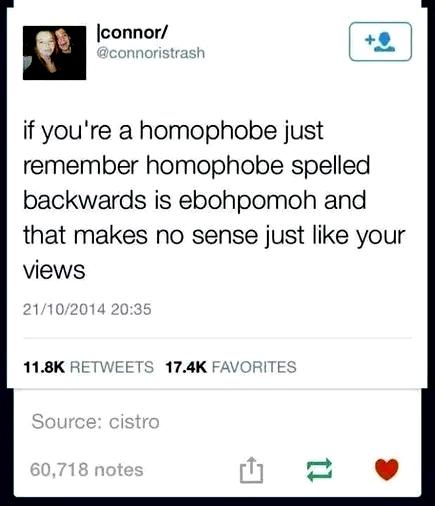 |connor/
@connoristrash
if you're a homophobe just
remember homophobe spelled
backwards is ebohpomoh and
that makes no sense just like your
views
21/10/2014 20:35
11.8K RETWEETS 17.4K FAVORITES
Source: cistro
60,718 notes